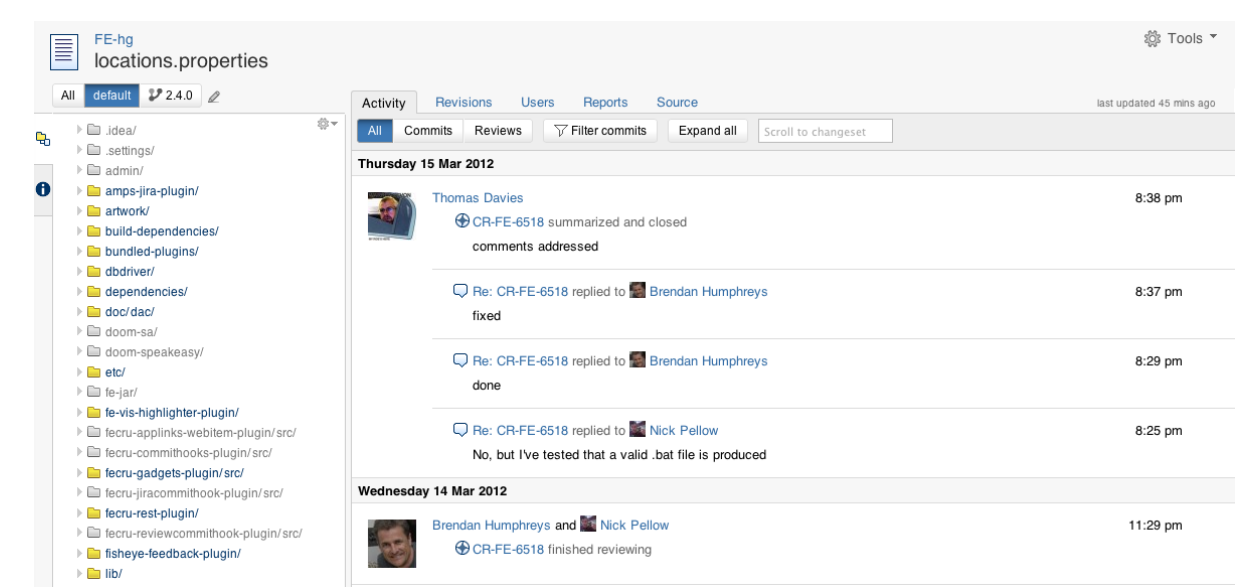 FE-hg
locations.properties
Tools
All default 2.4.0
.idea/
.settings/
admin/
amps-jira-plugin/
artwork/
build-dependencies/
bundled-plugins/
dbdriver/
dependencies/
doc/dac/
doom-sa/
doom-speakeasy/
etc/
fe-jar/
fe-vis-highlighter-plugin/
fecru-applinks-webitem-plugin/src/
fecru-commithooks-plugin/src/
fecru-gadgets-plugin/src/
fecru-jiracommithook-plugin/src/
fecru-rest-plugin/
fecru-reviewcommithook-plugin/src/
fisheye-feedback-plugin/
lib/
Activity Revisions Users Reports Source last updated 45 mins ago
All Commits Reviews Filter commits Expand all Scroll to changeset
Thursday 15 Mar 2012
Thomas Davies 8:38 pm
CR-FE-6518 summarized and closed
comments addressed
Re: CR-FE-6518 replied to Brendan Humphreys 8:37 pm
fixed
Re: CR-FE-6518 replied to Brendan Humphreys 8:29 pm
done
Re: CR-FE-6518 replied to Nick Pellow 8:25 pm
No, but I've tested that a valid .bat file is produced
Wednesday 14 Mar 2012
Brendan Humphreys and Nick Pellow 11:29 pm
CR-FE-6518 finished reviewing